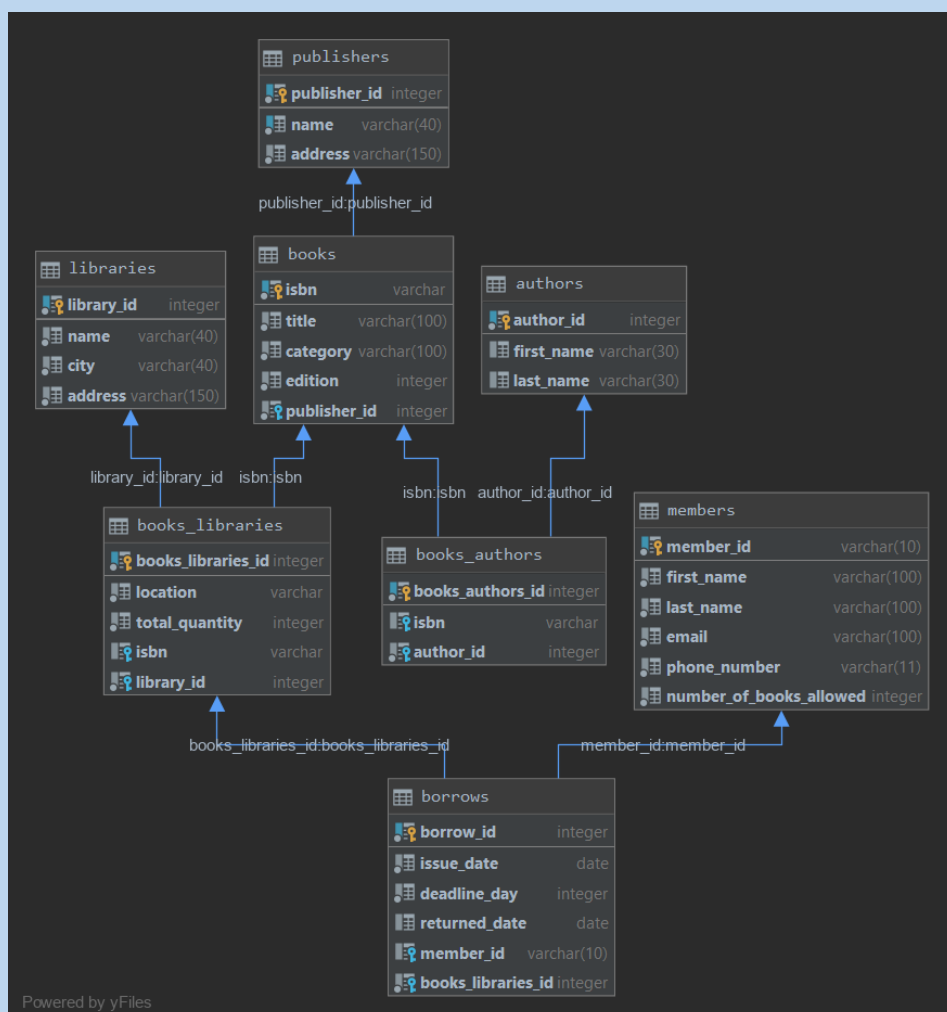 publishers
publisher_id integer
name varchar(40)
address varchar(150)
publisher_id:publisher_id
libraries
library_id integer
name varchar(40)
city varchar(40)
address varchar(150)
books
isbn varchar
title varchar(100)
category varchar(100)
edition integer
publisher_id integer
authors
author_id integer
first_name varchar(30)
last_name varchar(30)
library_id:library_id
isbn:isbn
isbn:isbn
author_id:author_id
books_libraries
books_libraries_id integer
location varchar
total_quantity integer
isbn varchar
library_id integer
books_authors
books_authors_id integer
isbn varchar
author_id integer
members
member_id varchar(10)
first_name varchar(100)
last_name varchar(100)
email varchar(100)
phone_number varchar(11)
number_of_books_allowed integer
books_libraries_id:books_libraries_id
member_id:member_id
borrows
borrow_id integer
issue_date date
deadline_day integer
returned_date date
member_id varchar(10)
books_libraries_id integer
Powered by yFiles